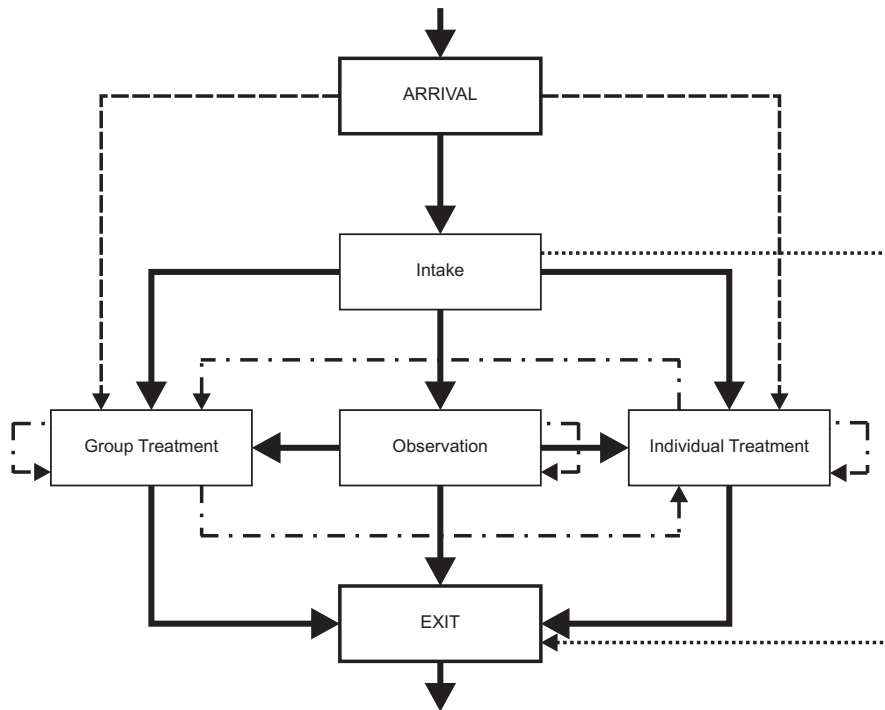 ARRIVAL
Intake
Group Treatment
Observation
Individual Treatment
EXIT